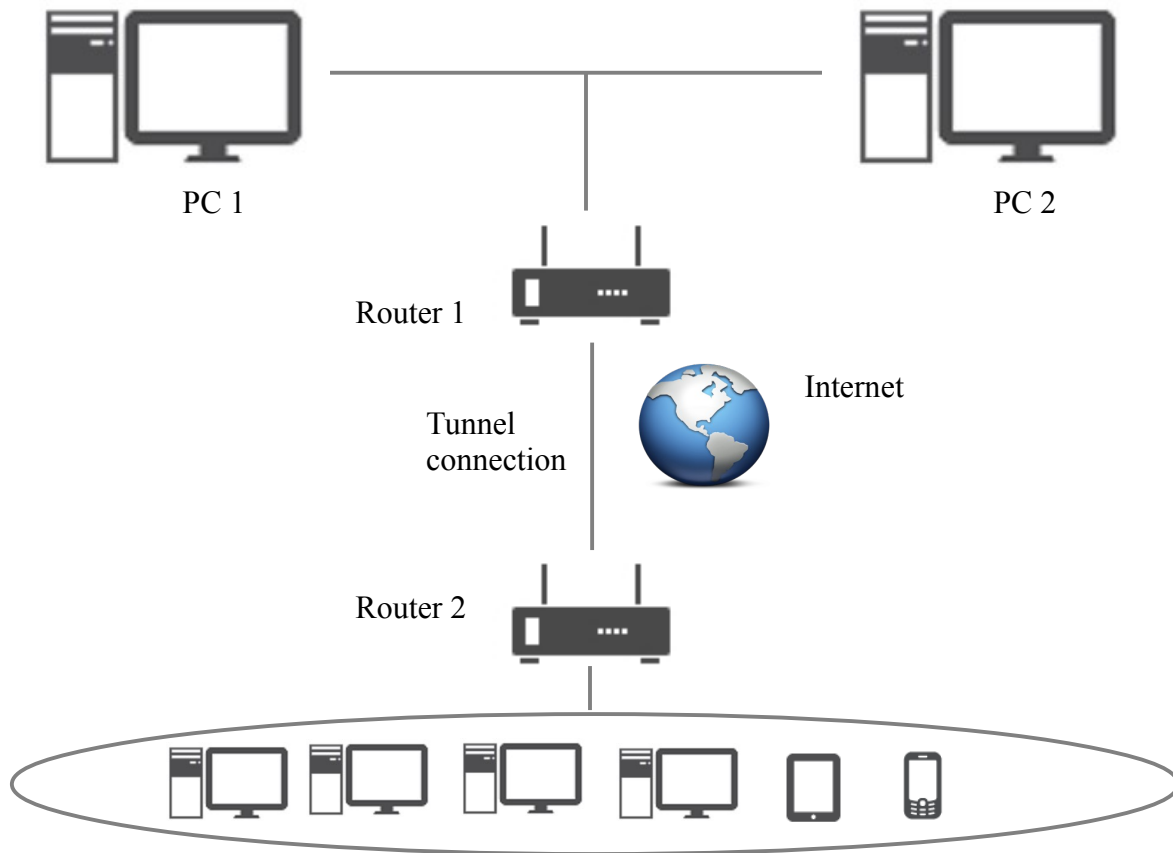 PC 1
PC 2
Router 1
Internet
Tunnel
connection
Router 2